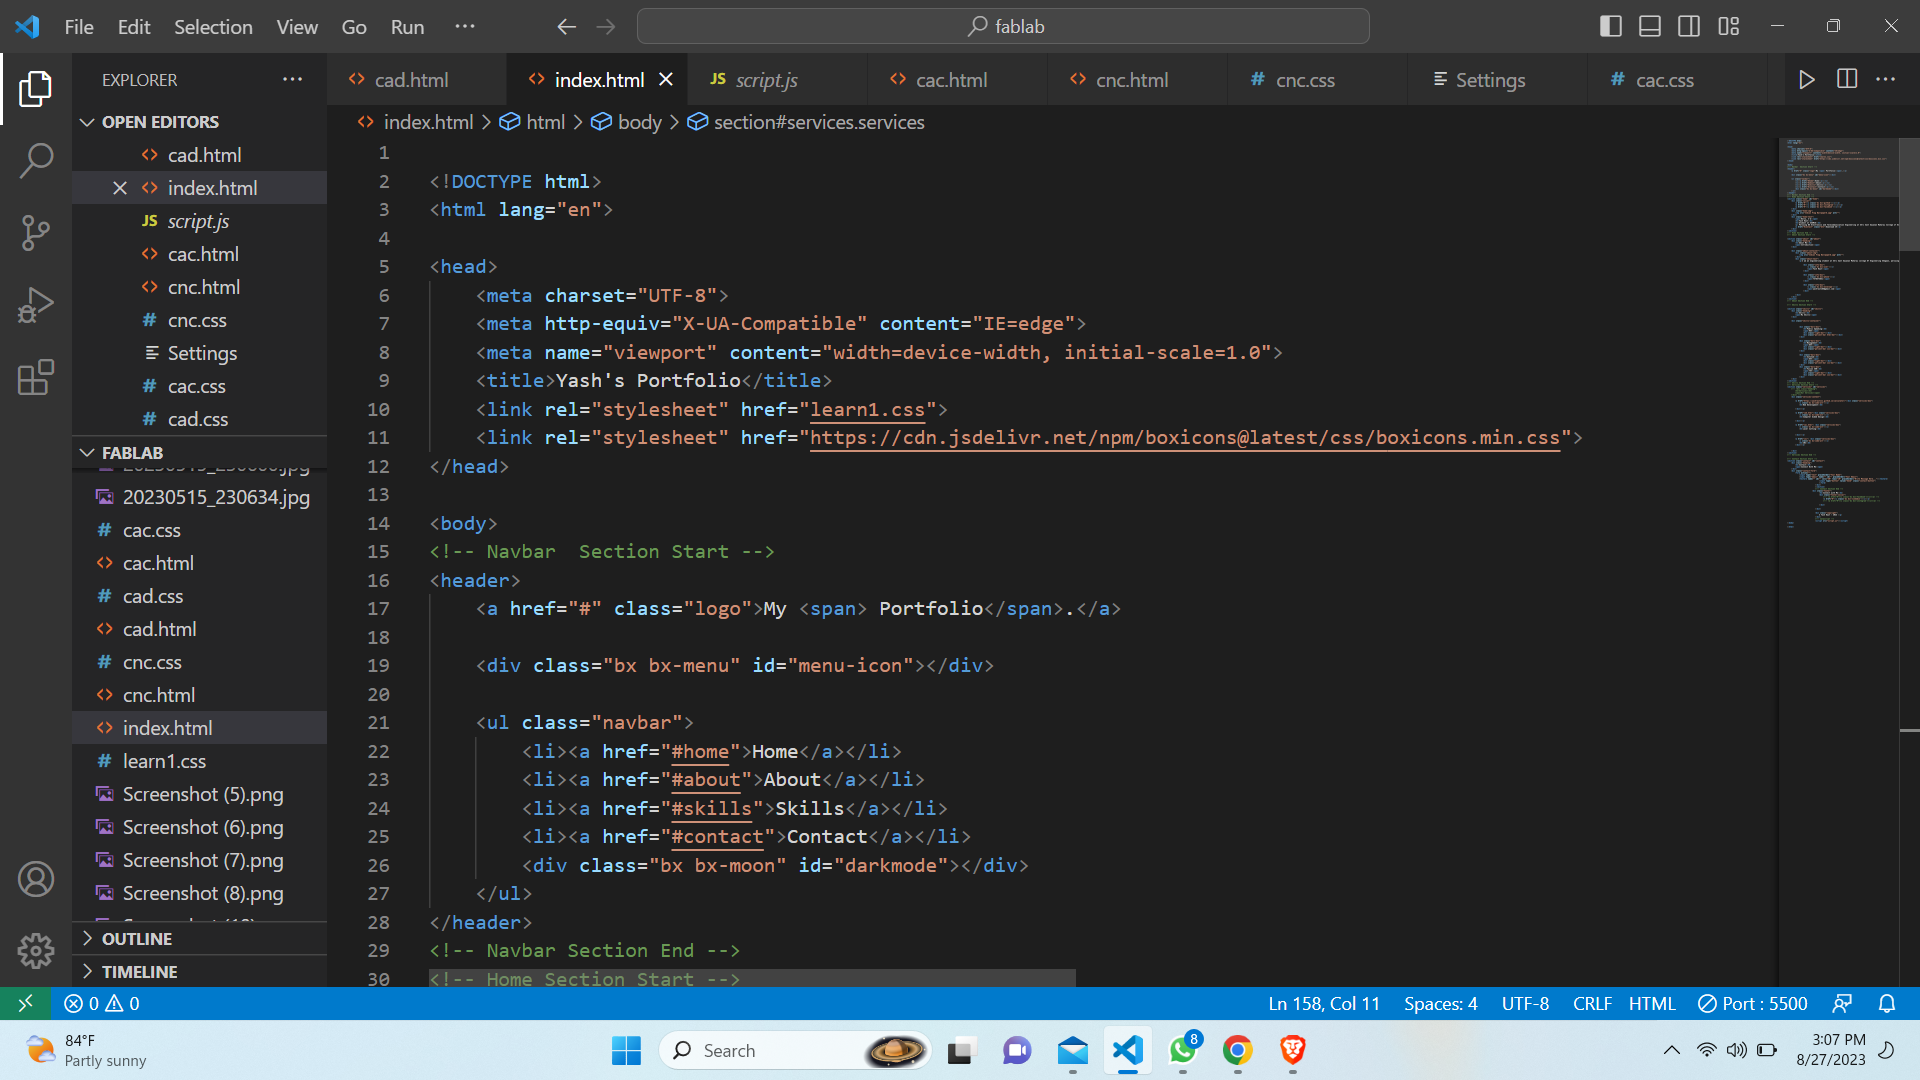 File Edit Selection View Go Run ···
fablab
EXPLORER
OPEN EDITORS
cad.html
index.html
script.js
cac.html
cnc.html
cnc.css
Settings
cac.css
cad.css
FABLAB
20230515_230634.jpg
cac.css
cac.html
cad.css
cad.html
cnc.css
cnc.html
index.html
learn1.css
Screenshot (5).png
Screenshot (6).png
Screenshot (7).png
Screenshot (8).png
OUTLINE
TIMELINE
cad.html index.html JS script.js cac.html cnc.html # cnc.css Settings # cac.css
index.html > html > body > section#services.services
1
2 <!DOCTYPE html>
3 <html lang="en">
4
5 <head>
6 <meta charset="UTF-8">
7 <meta http-equiv="X-UA-Compatible" content="IE=edge">
8 <meta name="viewport" content="width=device-width, initial-scale=1.0">
9 <title>Yash's Portfolio</title>
10 <link rel="stylesheet" href="learn1.css">
11 <link rel="stylesheet" href="https://cdn.jsdelivr.net/npm/boxicons@latest/css/boxicons.min.css">
12 </head>
13
14 <body>
15 <!-- Navbar  Section Start -->
16 <header>
17 <a href="#" class="logo">My <span> Portfolio</span>.</a>
18
19 <div class="bx bx-menu" id="menu-icon"></div>
20
21 <ul class="navbar">
22 <li><a href="#home">Home</a></li>
23 <li><a href="#about">About</a></li>
24 <li><a href="#skills">Skills</a></li>
25 <li><a href="#contact">Contact</a></li>
26 <div class="bx bx-moon" id="darkmode"></div>
27 </ul>
28 </header>
29 <!-- Navbar Section End -->
30 <!-- Home Section Start -->
0 0
Ln 158, Col 11 Spaces: 4 UTF-8 CRLF HTML Port : 5500
84°F
Partly sunny
Search
8
3:07 PM
8/27/2023